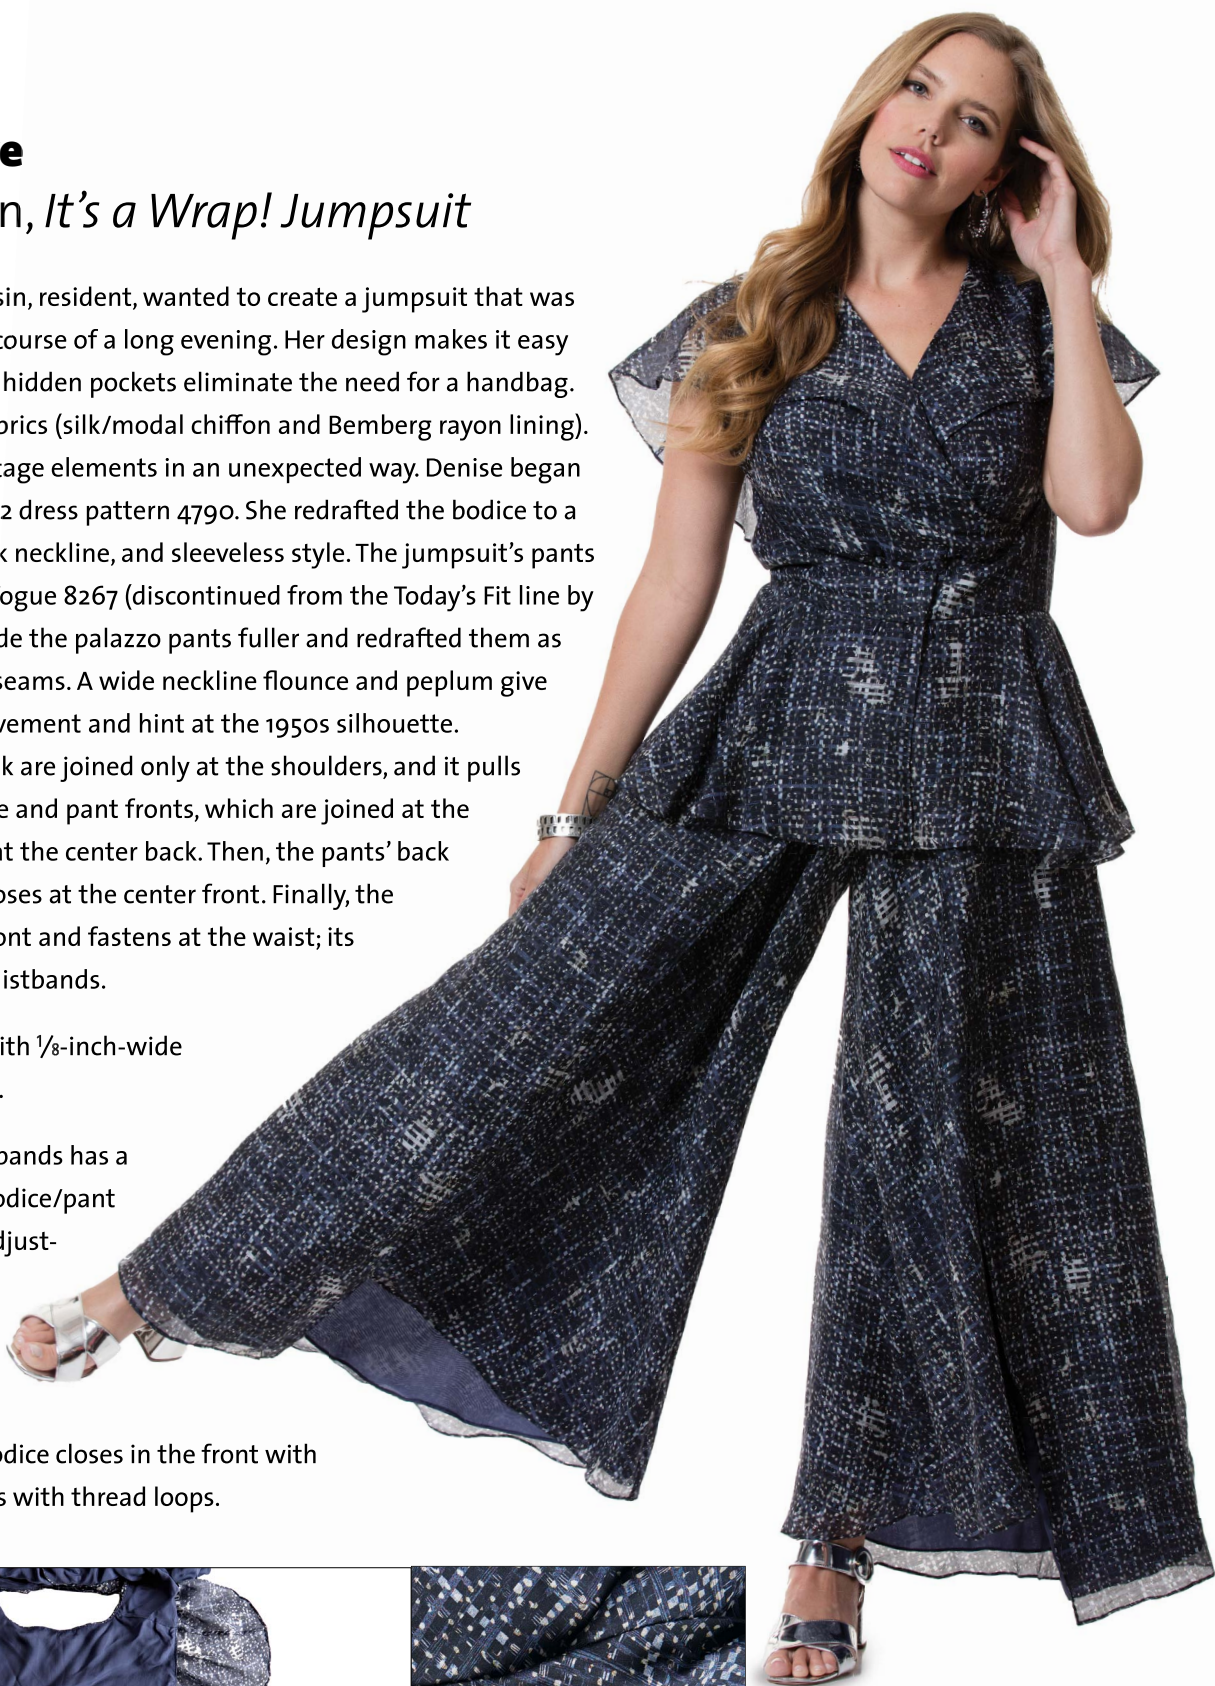 e
n, It's a Wrap! Jumpsuit
sin, resident, wanted to create a jumpsuit that was
course of a long evening. Her design makes it easy
hidden pockets eliminate the need for a handbag.
brics (silk/modal chiffon and Bemberg rayon lining).
tage elements in an unexpected way. Denise began
2 dress pattern 4790. She redrafted the bodice to a
k neckline, and sleeveless style. The jumpsuit's pants
ogue 8267 (discontinued from the Today's Fit line by
de the palazzo pants fuller and redrafted them as
seams. A wide neckline flounce and peplum give
vement and hint at the 1950s silhouette.
k are joined only at the shoulders, and it pulls
e and pant fronts, which are joined at the
at the center back. Then, the pants' back
oses at the center front. Finally, the
ont and fastens at the waist; its
istbands.
ith ⅛-inch-wide
.
bands has a
odice/pant
djust-
odice closes in the front with
s with thread loops.